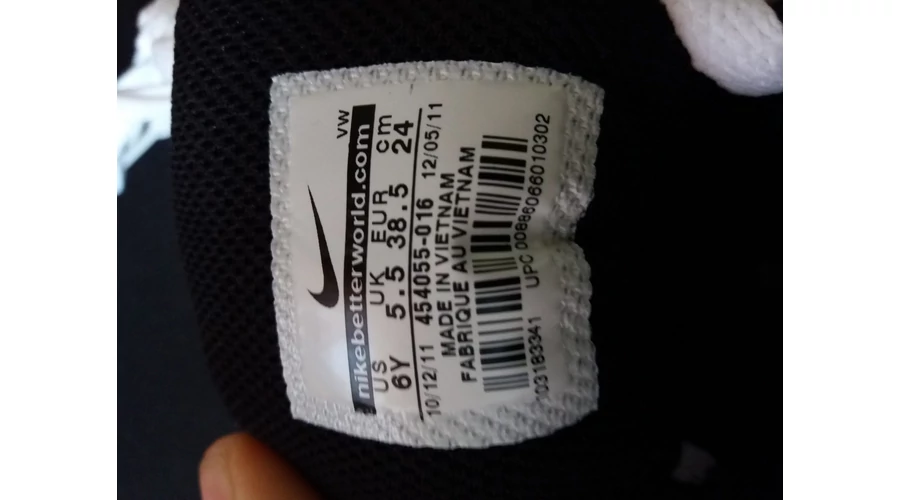 VW
nikebetterworld.com
US UK EUR cm
6Y 5.5 38.5 24
10/12/11 454055-016 12/05/11
MADE IN VIETNAM
FABRIQUE AU VIETNAM
UPC 00886066010302